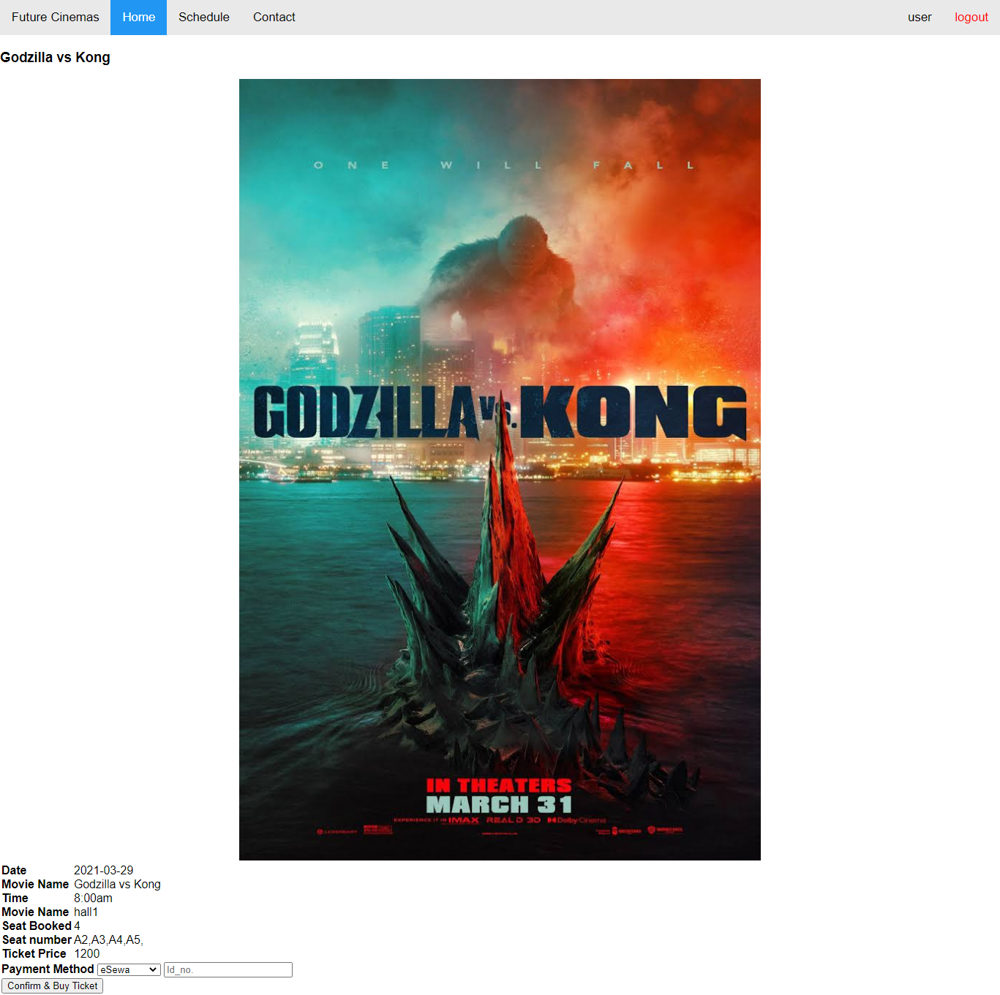 Future Cinemas Home Schedule Contact user logout
Godzilla vs Kong
ONE WILL FALL
GODZILLA VS. KONG
IN THEATERS
MARCH 31
EXPERIENCE IT IN IMAX REAL D 3D Dolby Cinema
LEGENDARY
Date 2021-03-29
Movie Name Godzilla vs Kong
Time 8:00am
Movie Name hall1
Seat Booked 4
Seat number A2,A3,A4,A5,
Ticket Price 1200
Payment Method eSewa Id_no.
Confirm & Buy Ticket